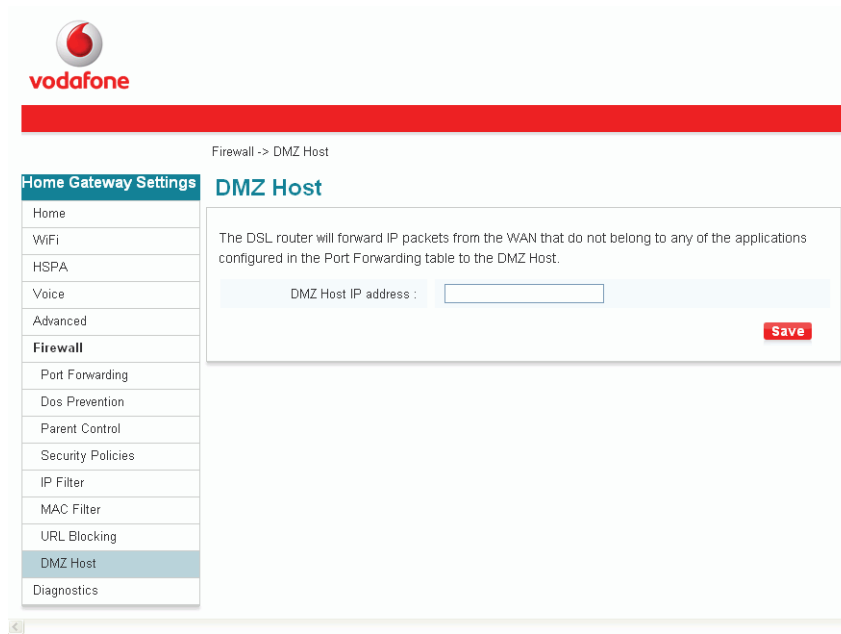 vodafone
Firewall -> DMZ Host
Home Gateway Settings
DMZ Host
Home
WiFi
HSPA
Voice
Advanced
Firewall
Port Forwarding
Dos Prevention
Parent Control
Security Policies
IP Filter
MAC Filter
URL Blocking
DMZ Host
Diagnostics
The DSL router will forward IP packets from the WAN that do not belong to any of the applications
configured in the Port Forwarding table to the DMZ Host.
DMZ Host IP address :
Save